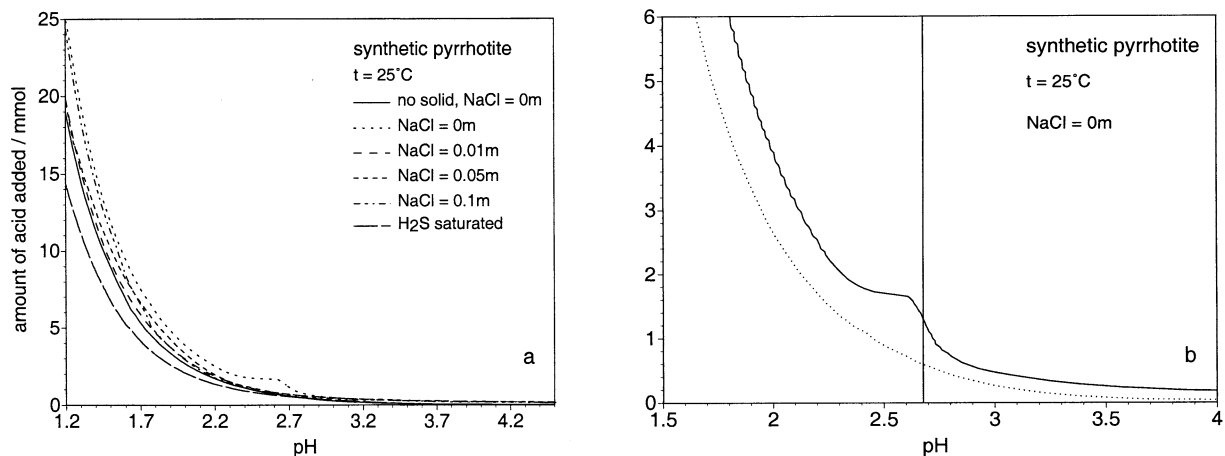 25
20
15
10
5
0
1.2
1.7
2.2
2.7
3.2
3.7
4.2
pH
amount of acid added / mmol
synthetic pyrrhotite
t = 25˚C
no solid, NaCl = 0m
NaCl = 0m
NaCl = 0.01m
NaCl = 0.05m
NaCl = 0.1m
H2S saturated
a
6
5
4
3
2
1
0
1.5
2
2.5
3
3.5
4
pH
synthetic pyrrhotite
t = 25˚C
NaCl = 0m
b